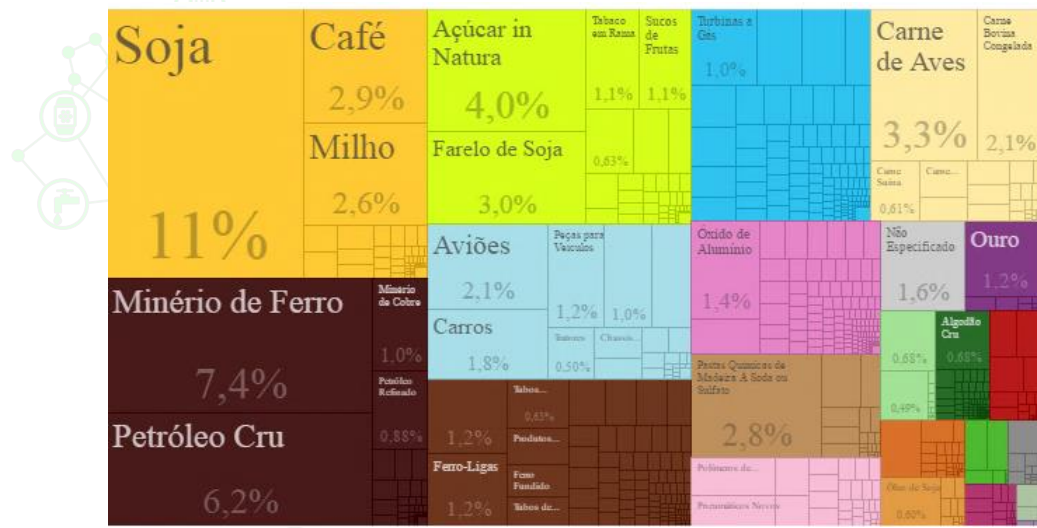 Soja
11%
Café
2,9%
Milho
2,6%
Açúcar in
Natura
4,0%
Farelo de Soja
3,0%
Tabaco
em Rama
1,1%
Sucos
de
Frutas
1,1%
0,63%
Turbinas a
Gás
1,0%
Carne
de Aves
3,3%
Carne
Bovina
Congelada
2,1%
Carne
Suína
0,61%
Carne...
Minério de Ferro
7,4%
Minério
de Cobre
1,0%
Petróleo Cru
6,2%
Petróleo
Refinado
0,88%
Aviões
2,1%
Carros
1,8%
Peças para
Veículos
1,2%
1,0%
Tratores
0,50%
Chassis...
Óxido de
Alumínio
1,4%
Não
Especificado
1,6%
Ouro
1,2%
0,68%
0,49%
Algodão
Cru
0,68%
1,2%
Ferro-Ligas
1,2%
Tubos...
0,63%
Produtos...
Ferro
Fundido
Tubos de...
Pastas Químicas de
Madeira A Soda ou
Sulfato
2,8%
Polímeros de...
Pneumáticos Novos
Óleo de Soja
0,60%